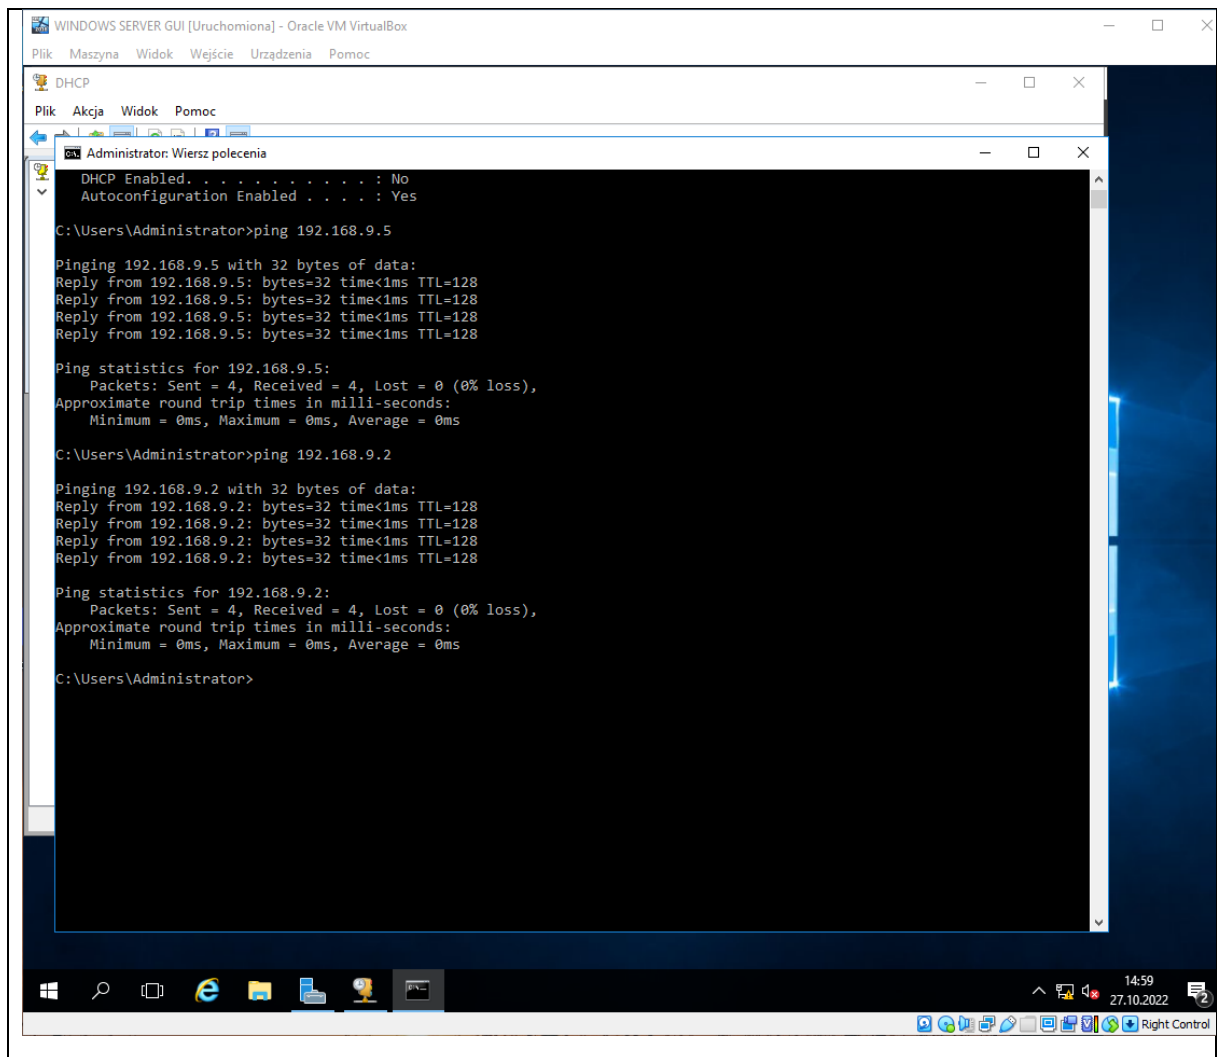 WINDOWS SERVER GUI [Uruchomiona] - Oracle VM VirtualBox
Plik Maszyna Widok Wejście Urządzenia Pomoc
DHCP
Plik Akcja Widok Pomoc
Administrator: Wiersz polecenia
DHCP Enabled. . . . . . . . . . . : No
Autoconfiguration Enabled . . . . : Yes
C:\Users\Administrator>ping 192.168.9.5
Pinging 192.168.9.5 with 32 bytes of data:
Reply from 192.168.9.5: bytes=32 time<1ms TTL=128
Reply from 192.168.9.5: bytes=32 time<1ms TTL=128
Reply from 192.168.9.5: bytes=32 time<1ms TTL=128
Reply from 192.168.9.5: bytes=32 time<1ms TTL=128
Ping statistics for 192.168.9.5:
Packets: Sent = 4, Received = 4, Lost = 0 (0% loss),
Approximate round trip times in milli-seconds:
Minimum = 0ms, Maximum = 0ms, Average = 0ms
C:\Users\Administrator>ping 192.168.9.2
Pinging 192.168.9.2 with 32 bytes of data:
Reply from 192.168.9.2: bytes=32 time<1ms TTL=128
Reply from 192.168.9.2: bytes=32 time<1ms TTL=128
Reply from 192.168.9.2: bytes=32 time<1ms TTL=128
Reply from 192.168.9.2: bytes=32 time<1ms TTL=128
Ping statistics for 192.168.9.2:
Packets: Sent = 4, Received = 4, Lost = 0 (0% loss),
Approximate round trip times in milli-seconds:
Minimum = 0ms, Maximum = 0ms, Average = 0ms
C:\Users\Administrator>
14:59
27.10.2022
2
Right Control